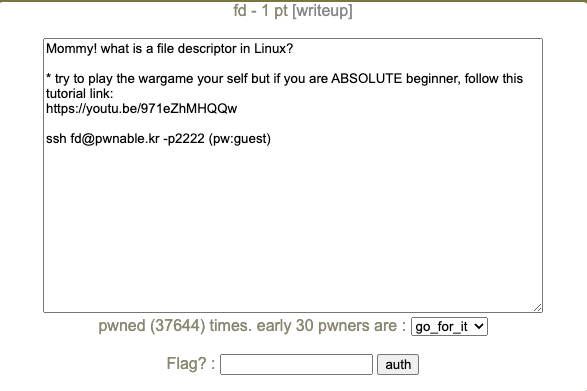 fd - 1 pt [writeup]
Mommy! what is a file descriptor in Linux?
* try to play the wargame your self but if you are ABSOLUTE beginner, follow this
tutorial link:
https://youtu.be/971eZhMHQQw
ssh fd@pwnable.kr -p2222 (pw:guest)
pwned (37644) times. early 30 pwners are : go_for_it
Flag? : auth